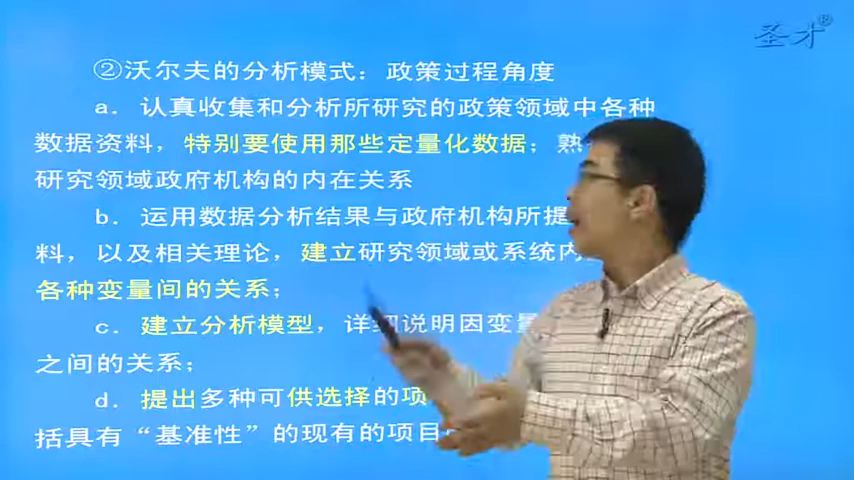 圣才®
②沃尔夫的分析模式：政策过程角度
a．认真收集和分析所研究的政策领域中各种
数据资料，特别要使用那些定量化数据；熟
研究领域政府机构的内在关系
b．运用数据分析结果与政府机构所提
料，以及相关理论，建立研究领域或系统内
各种变量间的关系；
c．建立分析模型，详细说明因变量
之间的关系；
d．提出多种可供选择的项
括具有“基准性”的现有的项目